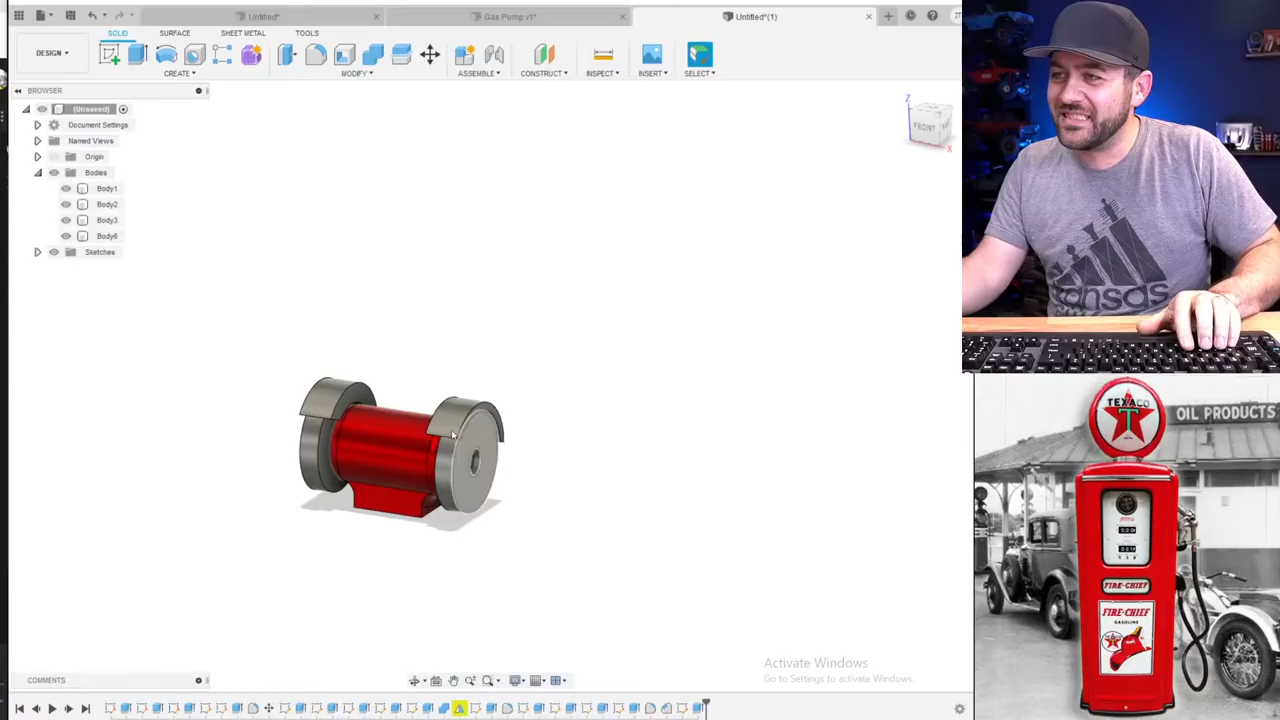 Untitled*
Gas Pump v1*
Untitled*(1)
DESIGN
SOLID
SURFACE
SHEET METAL
TOOLS
CREATE
MODIFY
ASSEMBLE
CONSTRUCT
INSPECT
INSERT
SELECT
BROWSER
(Unsaved)
Document Settings
Named Views
Origin
Bodies
Body1
Body2
Body3
Body6
Sketches
Z
FRONT
X
Activate Windows
Go to Settings to activate Windows.
COMMENTS
kansas
TEXACO
T
OIL PRODUCTS
FIRE-CHIEF
FIRE-CHIEF
GASOLINE